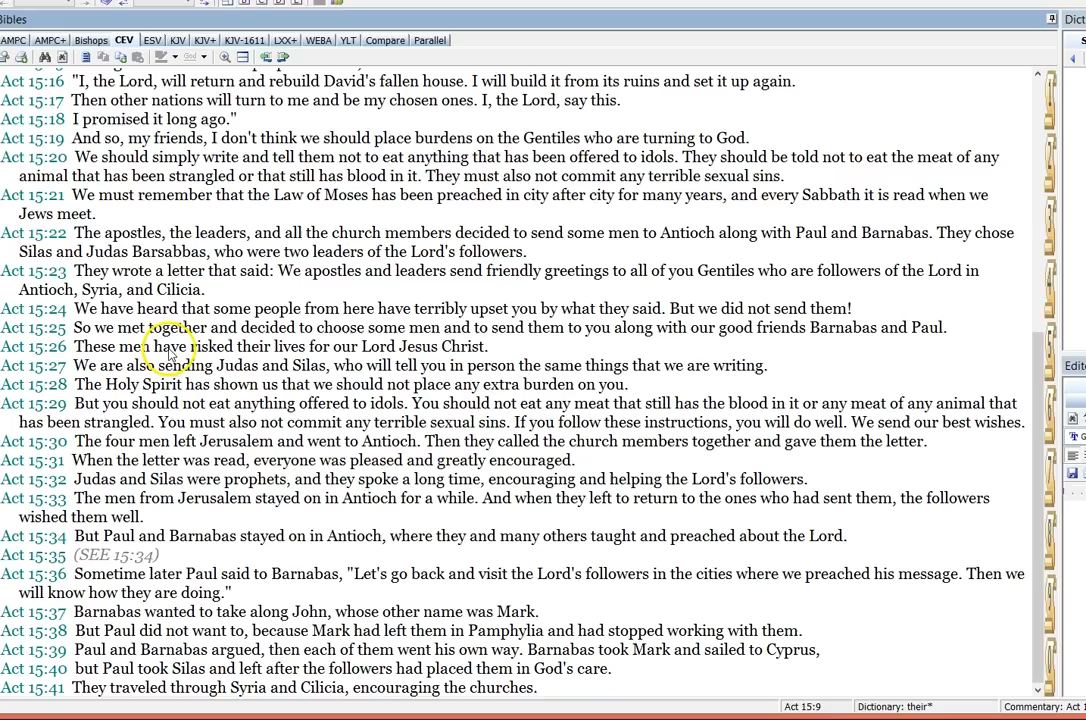 Bibles
Dict
AMPC AMPC+ Bishops CEV ESV KJV KJV+ KJV-1611 LXX+ WEBA YLT Compare Parallel
Act 15:16 "I, the Lord, will return and rebuild David's fallen house. I will build it from its ruins and set it up again.
Act 15:17 Then other nations will turn to me and be my chosen ones. I, the Lord, say this.
Act 15:18 I promised it long ago."
Act 15:19 And so, my friends, I don't think we should place burdens on the Gentiles who are turning to God.
Act 15:20 We should simply write and tell them not to eat anything that has been offered to idols. They should be told not to eat the meat of any
animal that has been strangled or that still has blood in it. They must also not commit any terrible sexual sins.
Act 15:21 We must remember that the Law of Moses has been preached in city after city for many years, and every Sabbath it is read when we
Jews meet.
Act 15:22 The apostles, the leaders, and all the church members decided to send some men to Antioch along with Paul and Barnabas. They chose
Silas and Judas Barsabbas, who were two leaders of the Lord's followers.
Act 15:23 They wrote a letter that said: We apostles and leaders send friendly greetings to all of you Gentiles who are followers of the Lord in
Antioch, Syria, and Cilicia.
Act 15:24 We have heard that some people from here have terribly upset you by what they said. But we did not send them!
Act 15:25 So we met together and decided to choose some men and to send them to you along with our good friends Barnabas and Paul.
Act 15:26 These men have risked their lives for our Lord Jesus Christ.
Act 15:27 We are also sending Judas and Silas, who will tell you in person the same things that we are writing.
Edite
Act 15:28 The Holy Spirit has shown us that we should not place any extra burden on you.
Act 15:29 But you should not eat anything offered to idols. You should not eat any meat that still has the blood in it or any meat of any animal that
has been strangled. You must also not commit any terrible sexual sins. If you follow these instructions, you will do well. We send our best wishes.
Act 15:30 The four men left Jerusalem and went to Antioch. Then they called the church members together and gave them the letter.
Act 15:31 When the letter was read, everyone was pleased and greatly encouraged.
Act 15:32 Judas and Silas were prophets, and they spoke a long time, encouraging and helping the Lord's followers.
Act 15:33 The men from Jerusalem stayed on in Antioch for a while. And when they left to return to the ones who had sent them, the followers
wished them well.
Act 15:34 But Paul and Barnabas stayed on in Antioch, where they and many others taught and preached about the Lord.
Act 15:35 (SEE 15:34)
Act 15:36 Sometime later Paul said to Barnabas, "Let's go back and visit the Lord's followers in the cities where we preached his message. Then we
will know how they are doing."
Act 15:37 Barnabas wanted to take along John, whose other name was Mark.
Act 15:38 But Paul did not want to, because Mark had left them in Pamphylia and had stopped working with them.
Act 15:39 Paul and Barnabas argued, then each of them went his own way. Barnabas took Mark and sailed to Cyprus,
Act 15:40 but Paul took Silas and left after the followers had placed them in God's care.
Act 15:41 They traveled through Syria and Cilicia, encouraging the churches.
Act 15:9 Dictionary: their* Commentary: Act 1